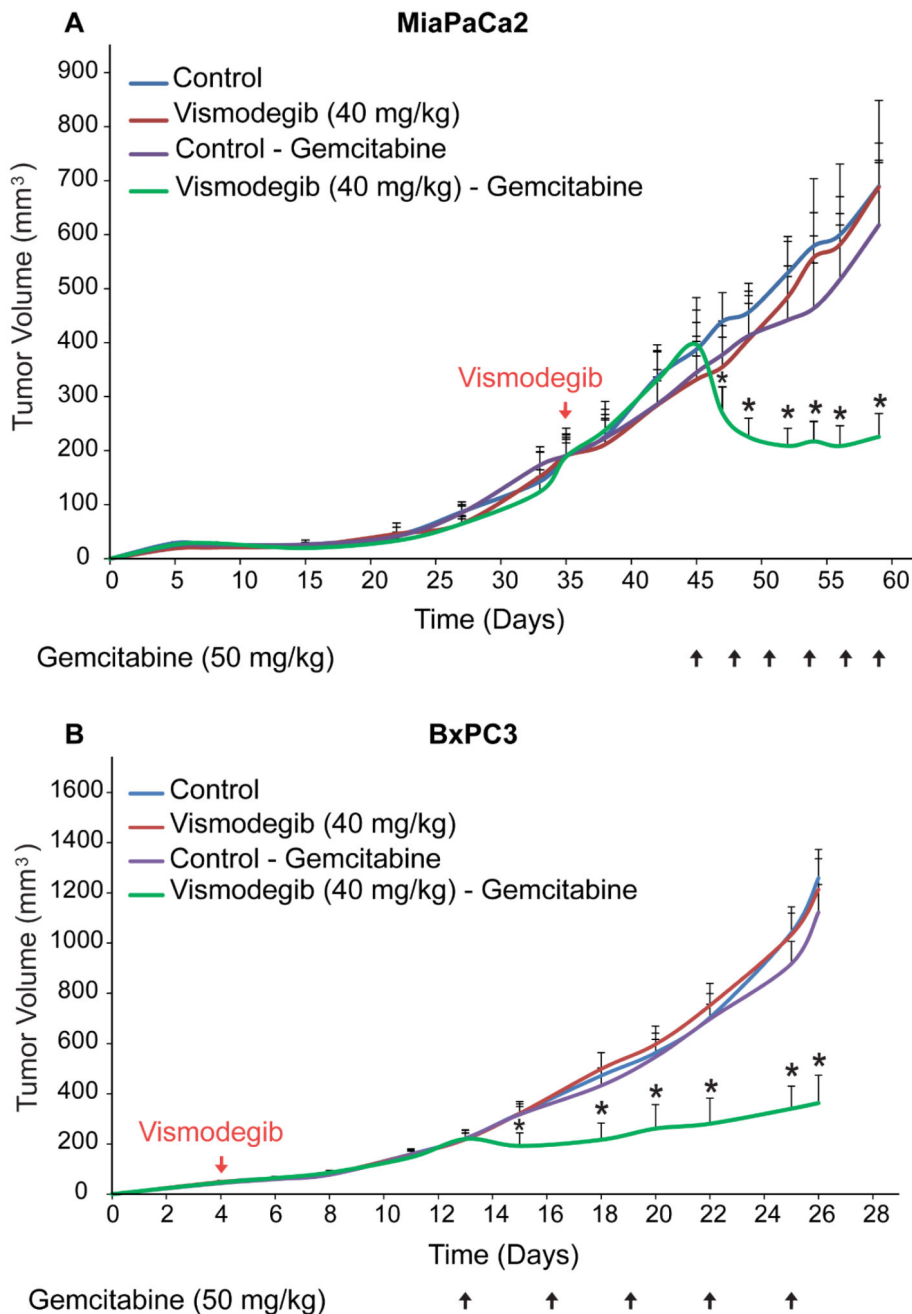 A
MiaPaCa2
900
800
700
600
500
400
300
200
100
0
Tumor Volume (mm³)
Control
Vismodegib (40 mg/kg)
Control - Gemcitabine
Vismodegib (40 mg/kg) - Gemcitabine
Vismodegib
* * * * * *
0 5 10 15 20 25 30 35 40 45 50 55 60
Time (Days)
Gemcitabine (50 mg/kg)
B
BxPC3
1600
1400
1200
1000
800
600
400
200
0
Tumor Volume (mm³)
Control
Vismodegib (40 mg/kg)
Control - Gemcitabine
Vismodegib (40 mg/kg) - Gemcitabine
Vismodegib
* * * * * *
0 2 4 6 8 10 12 14 16 18 20 22 24 26 28
Time (Days)
Gemcitabine (50 mg/kg)